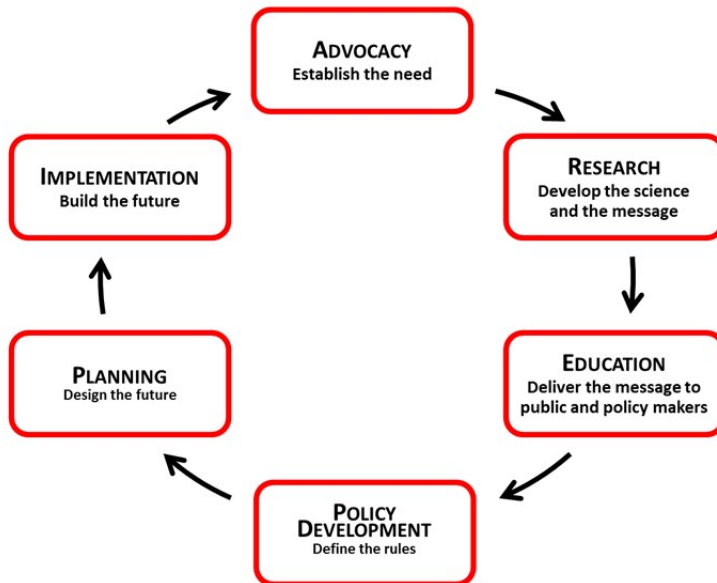 ADVOCACY
Establish the need
RESEARCH
Develop the science
and the message
EDUCATION
Deliver the message to
public and policy makers
POLICY
DEVELOPMENT
Define the rules
PLANNING
Design the future
IMPLEMENTATION
Build the future